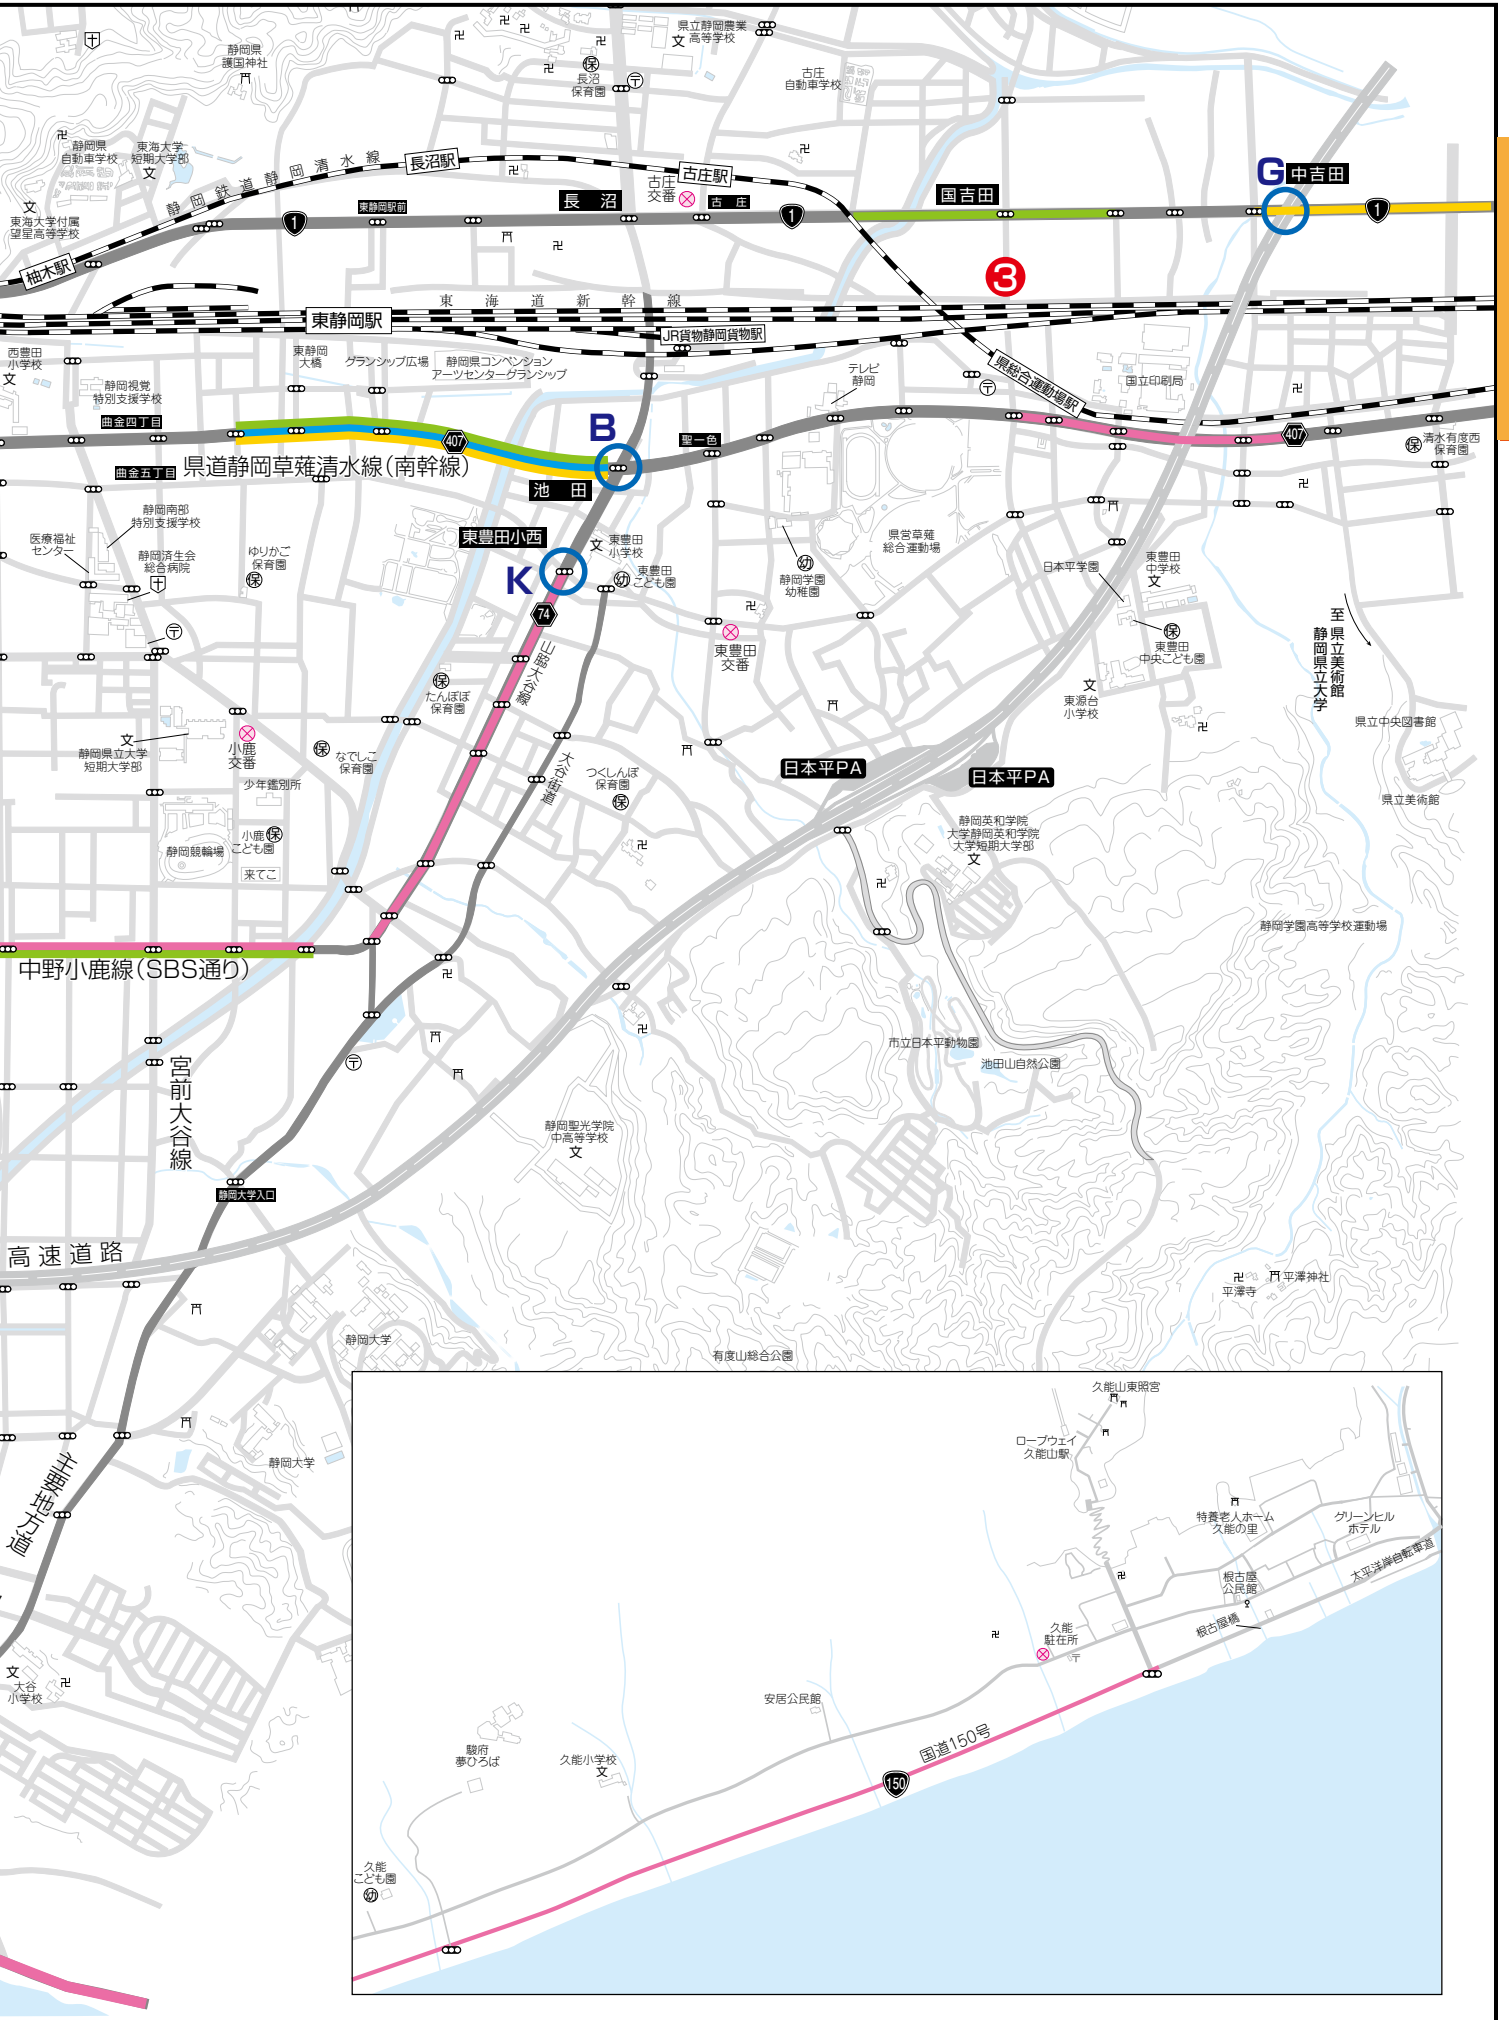 県立静岡農業
高等学校
静岡県
護国神社
長沼
保育園
古庄
自動車学校
静岡県
自動車学校
東海大学
短期大学部
東海大学付属
望星高等学校
静岡鉄道静岡清水線
長沼駅
古庄駅
柚木駅
東静岡駅前
長沼
古庄
交番
古庄
国吉田
G
中吉田
1
1
1
3
東海道新幹線
東静岡駅
JR貨物静岡貨物駅
県総合運動場駅
西豊田
小学校
東静岡
大橋
グランシップ広場
静岡県コンベンション
アーツセンターグランシップ
静岡視覚
特別支援学校
テレビ
静岡
国立印刷局
曲金四丁目
曲金五丁目
407
県道静岡草薙清水線(南幹線)
B
池田
聖一色
407
清水有度西
保育園
静岡南部
特別支援学校
医療福祉
センター
静岡済生会
総合病院
ゆりかご
保育園
東豊田小西
K
東豊田
小学校
東豊田
こども園
静岡学園
幼稚園
県営草薙
総合運動場
日本平学園
東豊田
中学校
東豊田
中央こども園
東源台
小学校
74
山脇大谷線
東豊田
交番
至 県立美術館
静岡県立大学
県立中央図書館
県立美術館
たんぽぽ
保育園
静岡県立大学
短期大学部
小鹿
交番
なでしこ
保育園
少年鑑別所
大谷街道
つくしんぼ
保育園
日本平PA
日本平PA
静岡競輪場
小鹿
こども園
来てこ
静岡英和学院
大学静岡英和学院
大学短期大学部
静岡学園高等学校運動場
中野小鹿線(SBS通り)
宮前大谷線
市立日本平動物園
池田山自然公園
静岡聖光学院
中高等学校
静岡大学入口
高速道路
平澤寺
平澤神社
静岡大学
有度山総合公園
静岡大学
主要地方道
大谷
小学校
久能山東照宮
ロープウェイ
久能山駅
特養老人ホーム
久能の里
グリーンヒル
ホテル
太平洋岸自転車道
根古屋
公民館
根古屋橋
久能
駐在所
安居公民館
国道150号
150
駿府
夢ひろば
久能小学校
久能
こども園